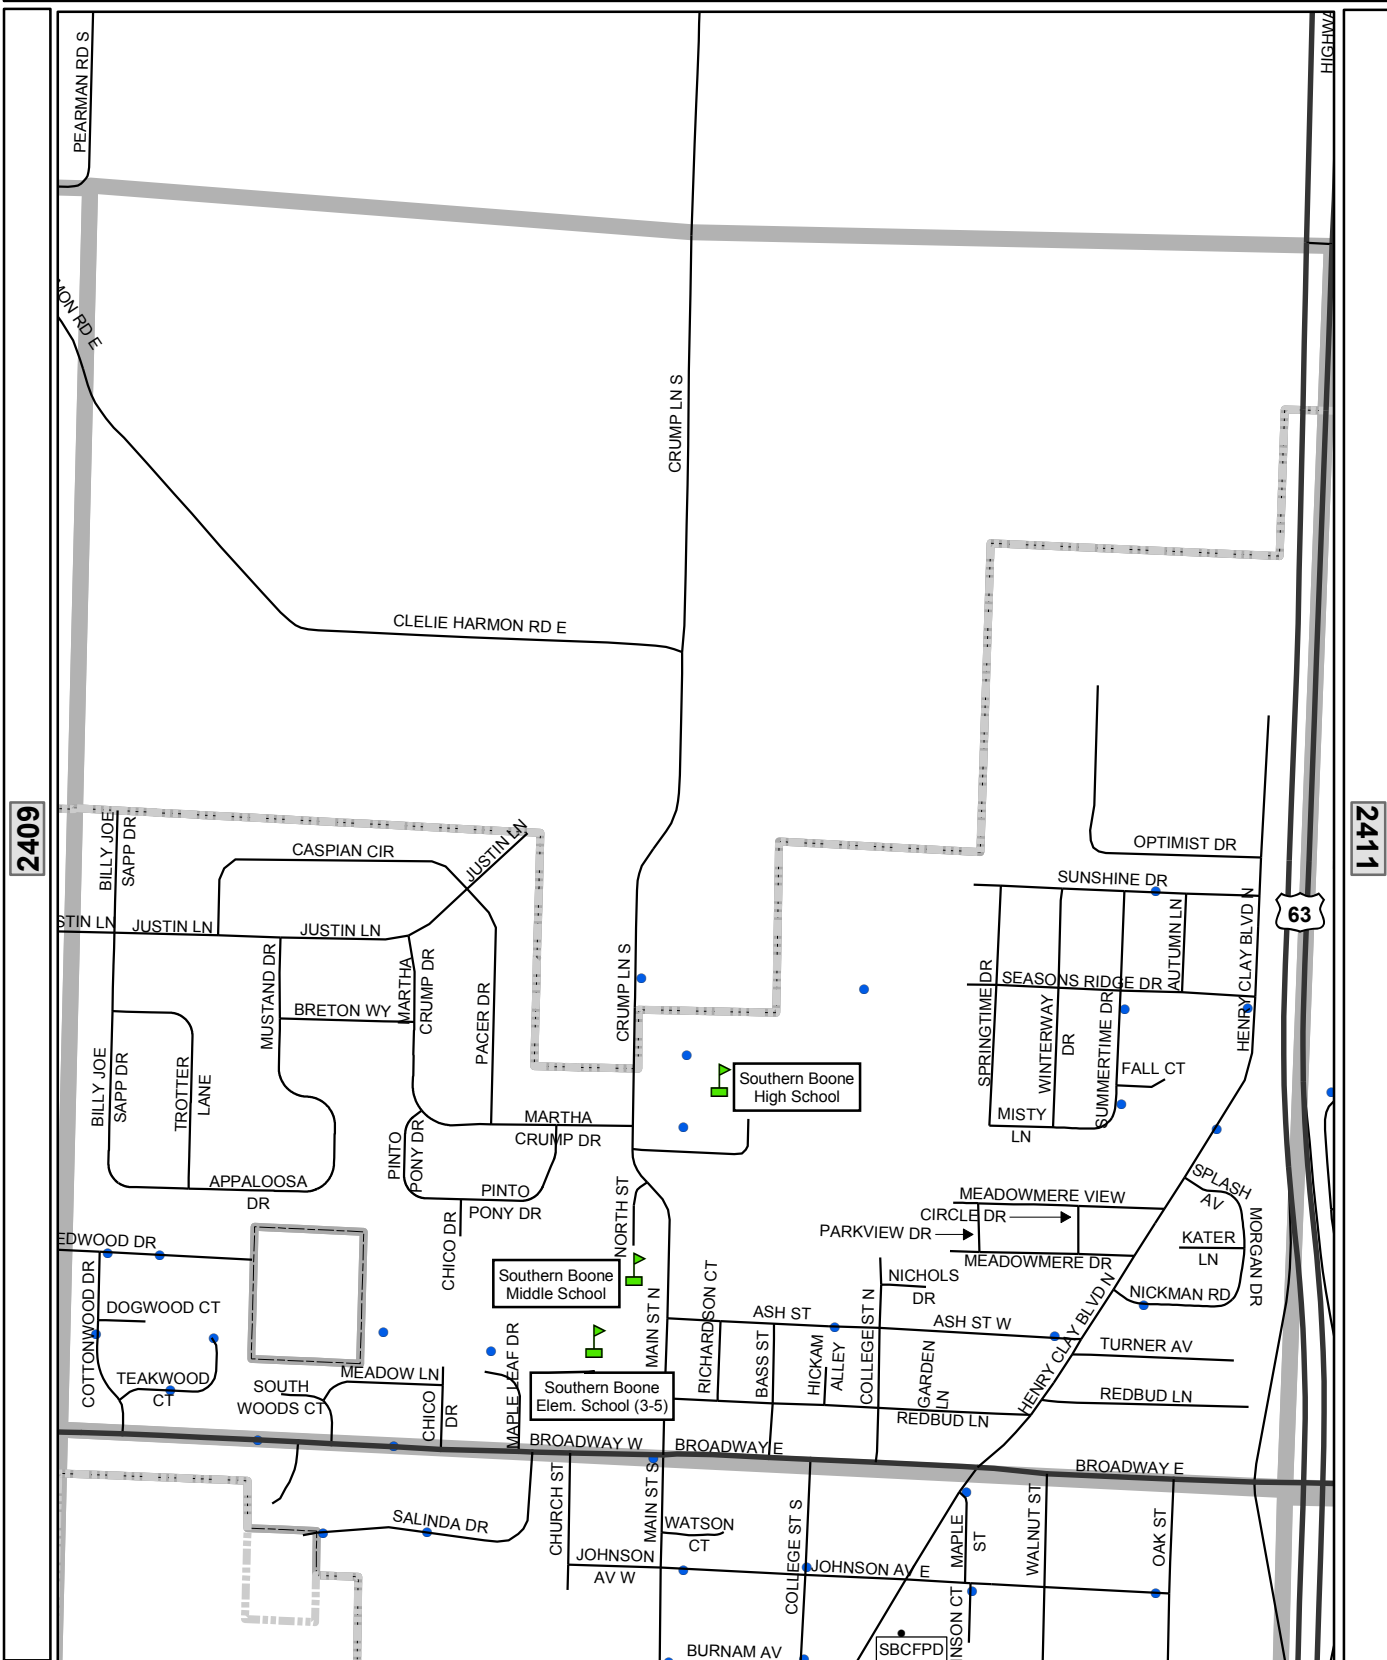 PEARMAN RD S
HIGHWA
MON RD E
CRUMP LN S
CLELIE HARMON RD E
2409
2411
63
BILLY JOE
SAPP DR
CASPIAN CIR
JUSTIN LN
OPTIMIST DR
SUNSHINE DR
STIN LN
JUSTIN LN
JUSTIN LN
MUSTAND DR
MARTHA
CRUMP DR
BRETON WY
PACER DR
CRUMP LN S
AUTUMN LN
HENRY CLAY BLVD N
SPRINGTIME DR
SEASONS RIDGE DR
WINTERWAY
DR
SUMMERTIME DR
FALL CT
MISTY
LN
BILLY JOE
SAPP DR
TROTTER
LANE
Southern Boone
High School
MARTHA
CRUMP DR
PINTO
PONY DR
APPALOOSA
DR
PINTO
PONY DR
CHICO DR
NORTH ST
SPLASH
AV
MEADOWMERE VIEW
CIRCLE DR
PARKVIEW DR
MEADOWMERE DR
KATER
LN
MORGAN DR
NICKMAN RD
EDWOOD DR
COTTONWOOD DR
DOGWOOD CT
TEAKWOOD
CT
Southern Boone
Middle School
NICHOLS
DR
RICHARDSON CT
MAIN ST N
ASH ST
ASH ST W
COLLEGE ST N
HENRY CLAY BLVD N
TURNER AV
BASS ST
HICKAM
ALLEY
GARDEN
LN
REDBUD LN
REDBUD LN
MEADOW LN
SOUTH
WOODS CT
CHICO
DR
MAPLE LEAF DR
Southern Boone
Elem. School (3-5)
BROADWAY W
BROADWAY E
BROADWAY E
SALINDA DR
CHURCH ST
MAIN ST S
WATSON
CT
COLLEGE ST S
JOHNSON
AV W
JOHNSON AV E
MAPLE
ST
WALNUT ST
OAK ST
NSON CT
SBCFPD
BURNAM AV